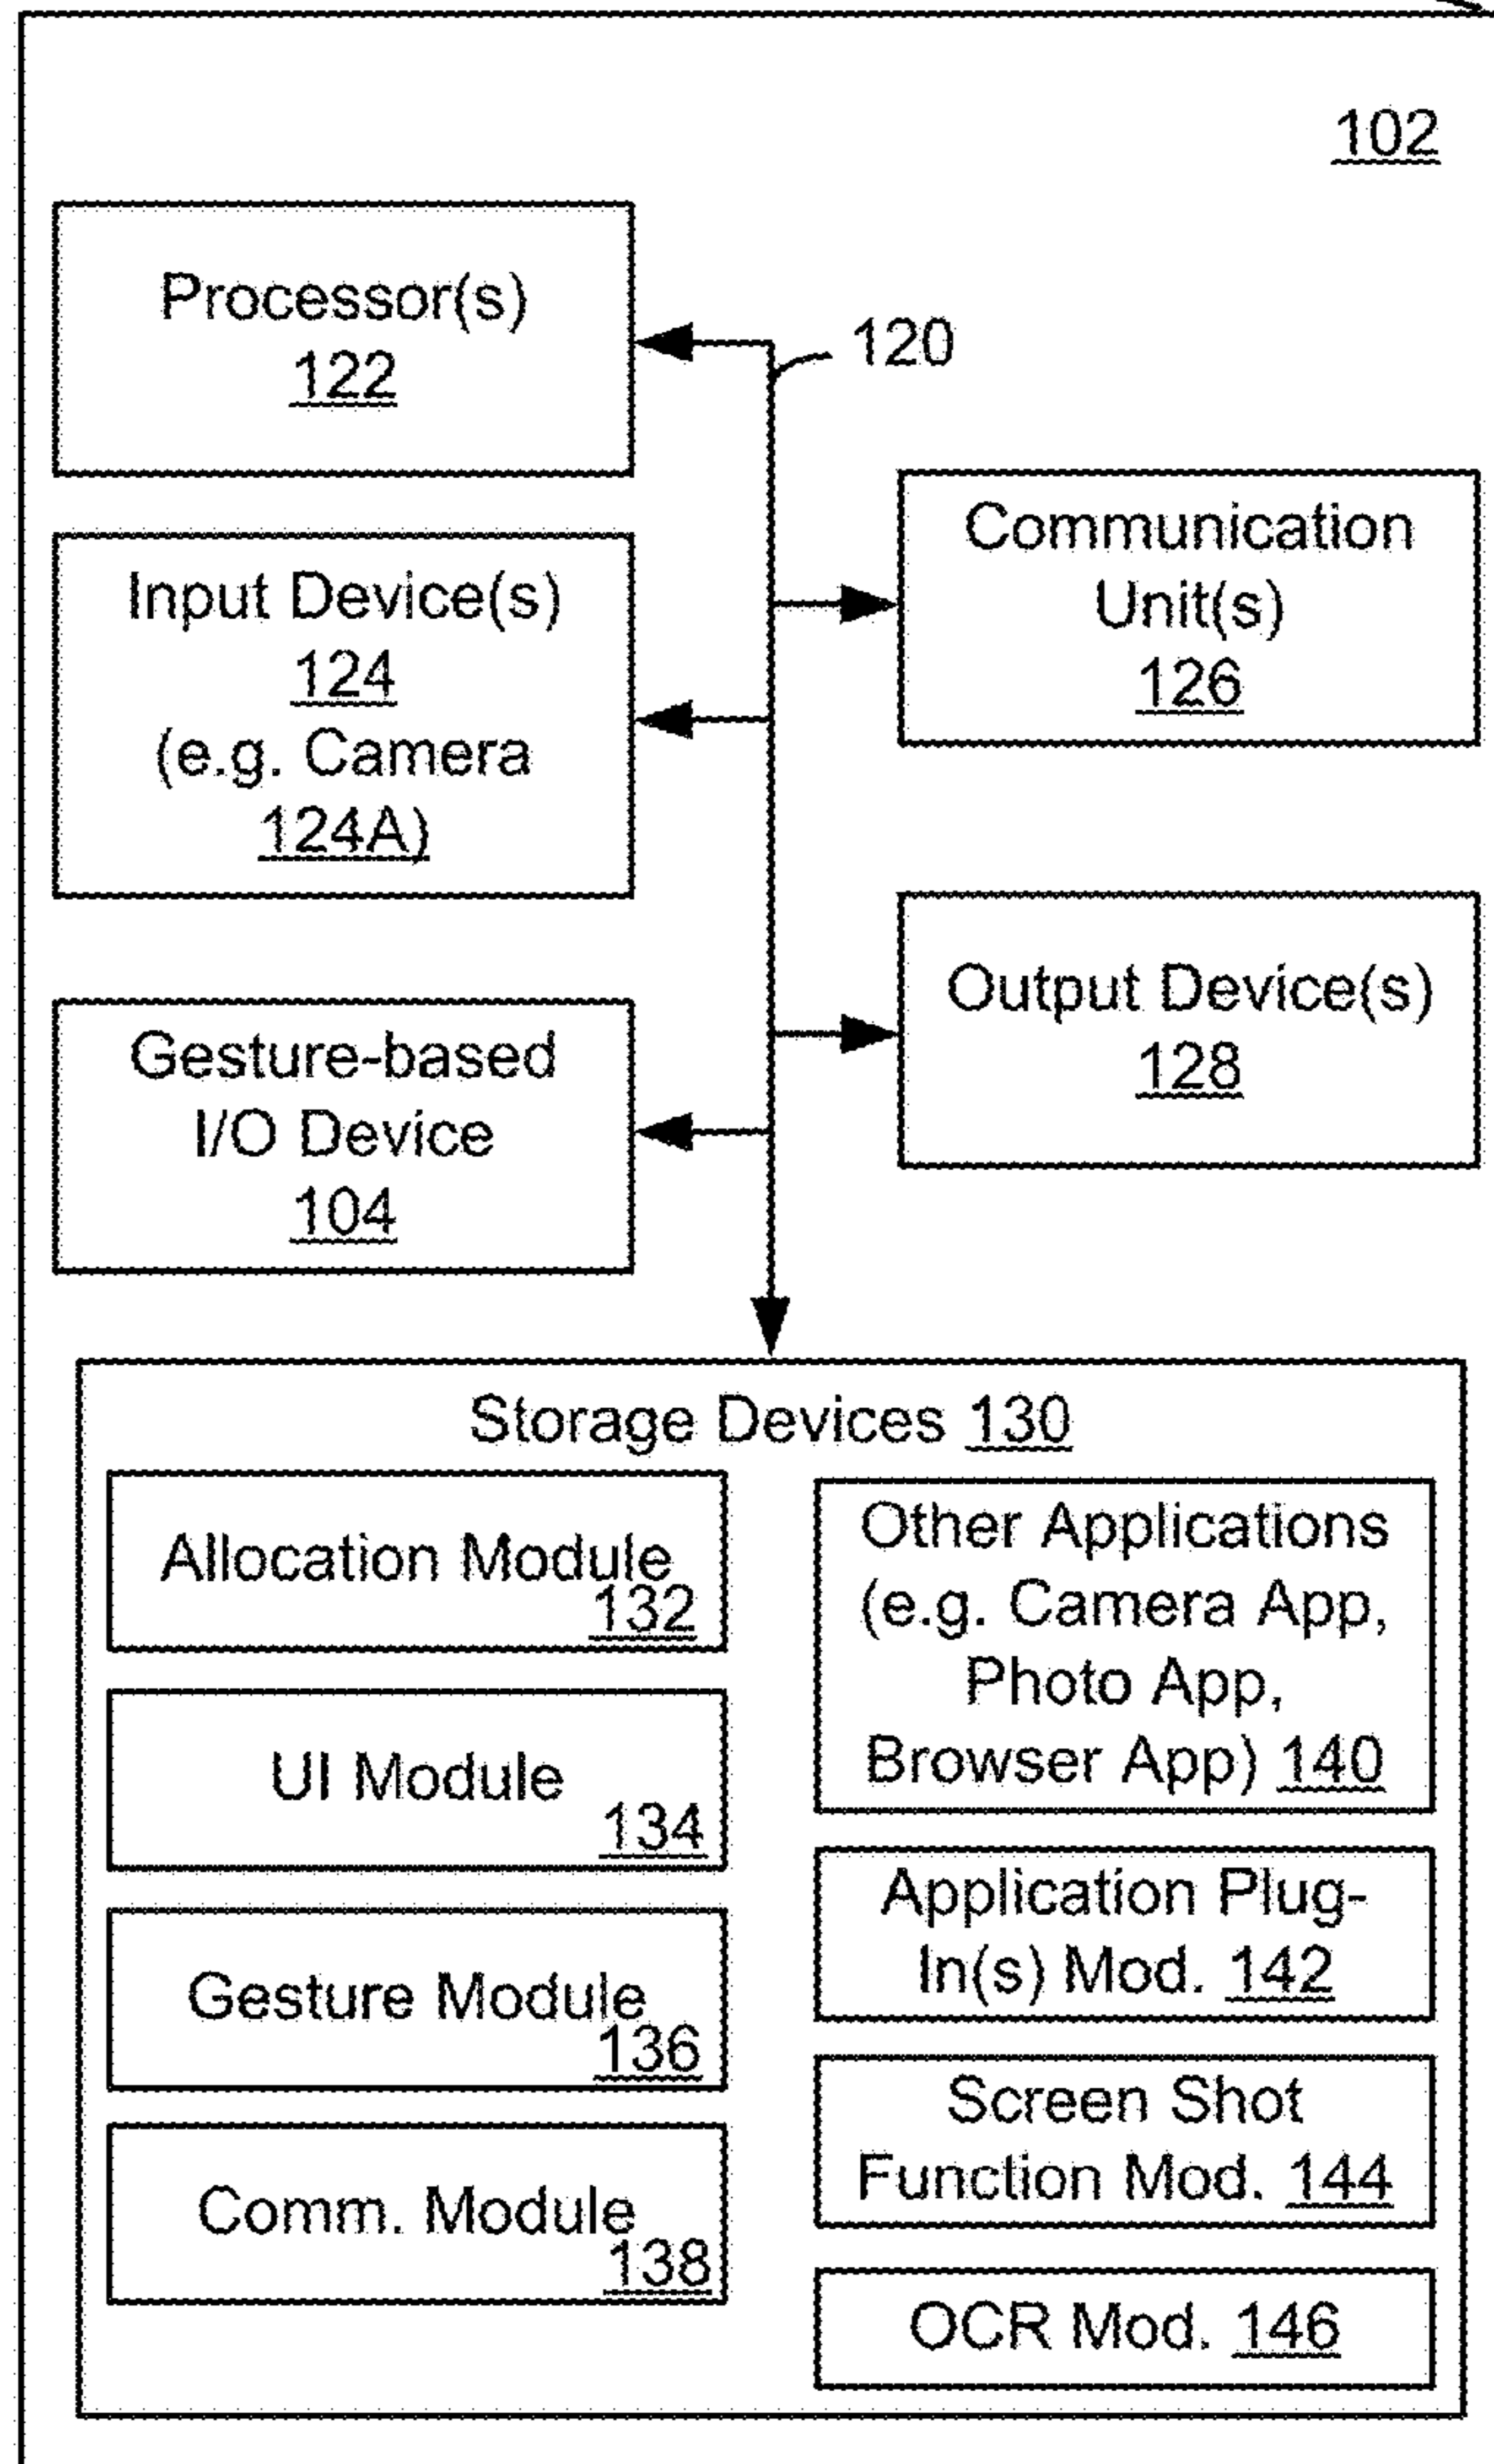 102
Processor(s)
122
120
Communication
Unit(s)
126
Input Device(s)
124
(e.g. Camera
124A)
Output Device(s)
128
Gesture-based
I/O Device
104
Storage Devices 130
Allocation Module
132
UI Module
134
Gesture Module
136
Comm. Module
138
Other Applications
(e.g. Camera App,
Photo App,
Browser App) 140
Application Plug-
In(s) Mod. 142
Screen Shot
Function Mod. 144
OCR Mod. 146